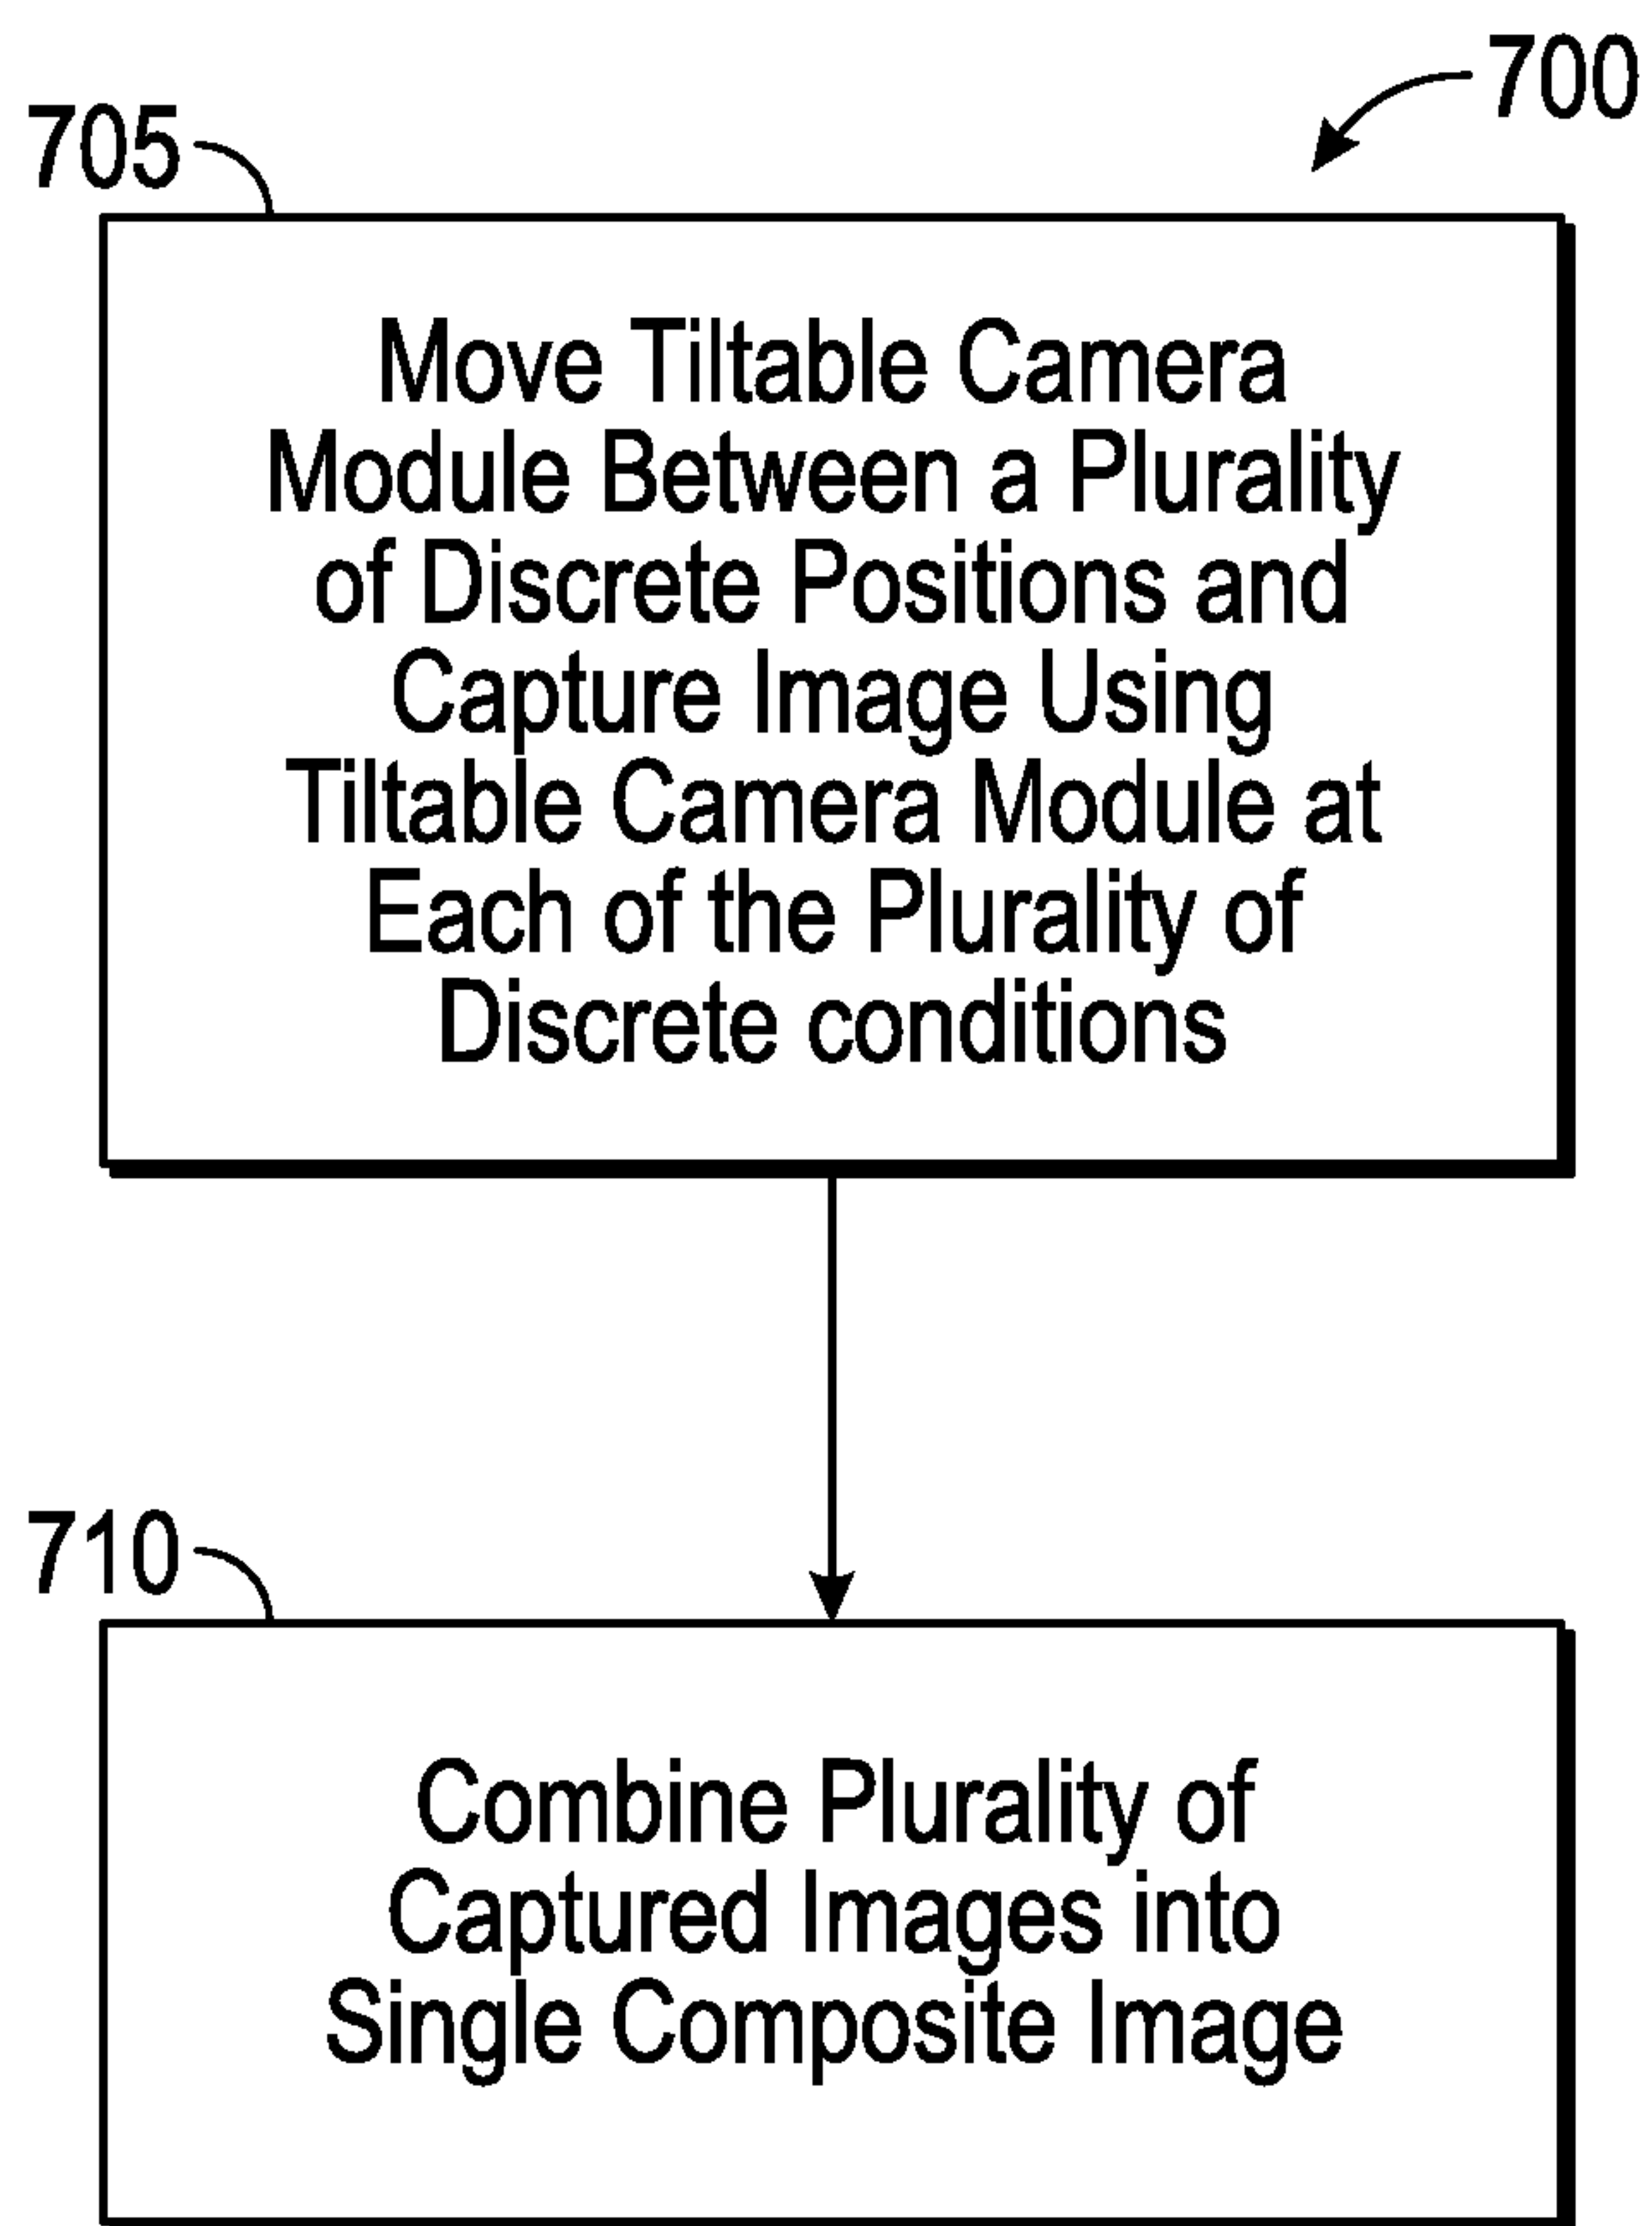 700
705
Move Tiltable Camera
Module Between a Plurality
of Discrete Positions and
Capture Image Using
Tiltable Camera Module at
Each of the Plurality of
Discrete conditions
710
Combine Plurality of
Captured Images into
Single Composite Image